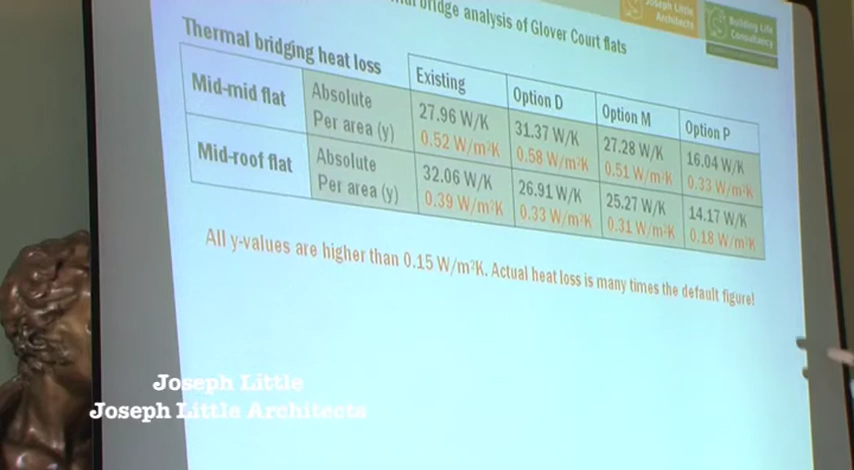 bridge analysis of Glover Court flats
Joseph Little
Architects
Building Life
Consultancy
Thermal bridging heat loss
Existing
Option D
Option M
Option P
Mid-mid flat
Absolute
27.96 W/K
31.37 W/K
27.28 W/K
16.04 W/K
Per area (y)
0.52 W/m²K
0.58 W/m²K
0.51 W/m²K
0.33 W/m²K
Mid-roof flat
Absolute
32.06 W/K
26.91 W/K
25.27 W/K
14.17 W/K
Per area (y)
0.39 W/m²K
0.33 W/m²K
0.31 W/m²K
0.18 W/m²K
All y-values are higher than 0.15 W/m²K. Actual heat loss is many times the default figure!
Joseph Little
Joseph Little Architects